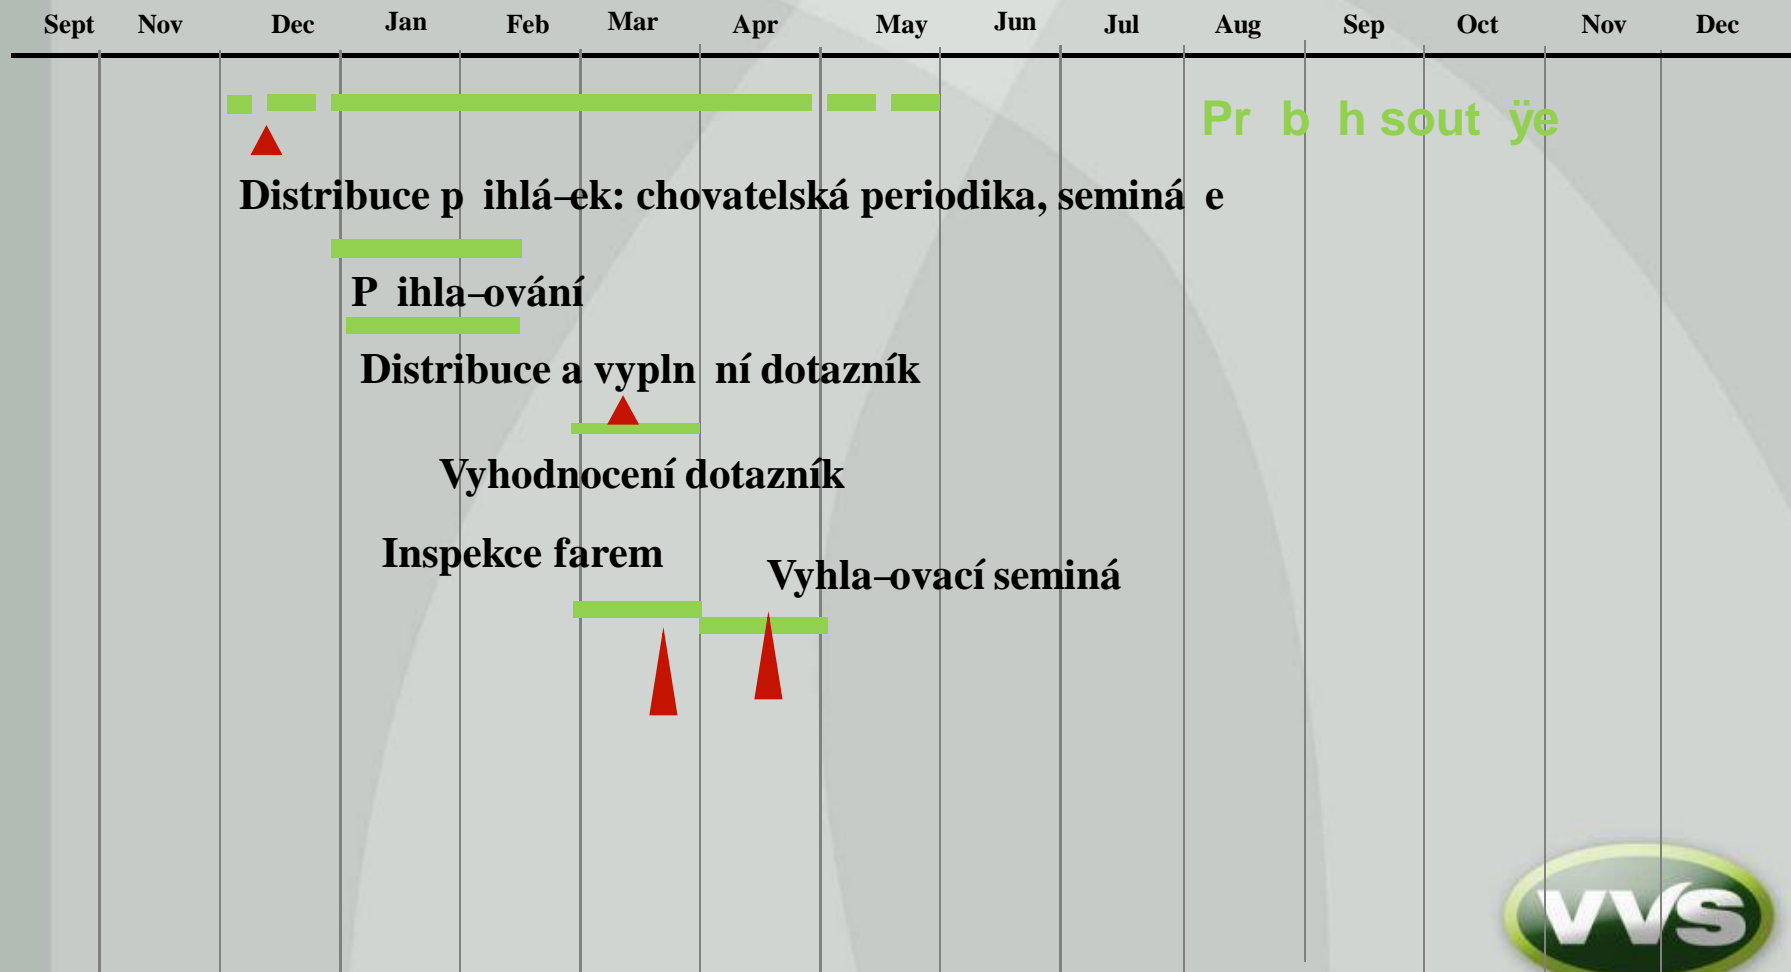 Sept Nov Dec Jan Feb Mar Apr May Jun Jul Aug Sep Oct Nov Dec
Pr b h sout ÿe
Distribuce p ihlá–ek: chovatelská periodika, seminá e
P ihla–ování
Distribuce a vypln ní dotazník
Vyhodnocení dotazník
Inspekce farem
Vyhla–ovací seminá
VVS